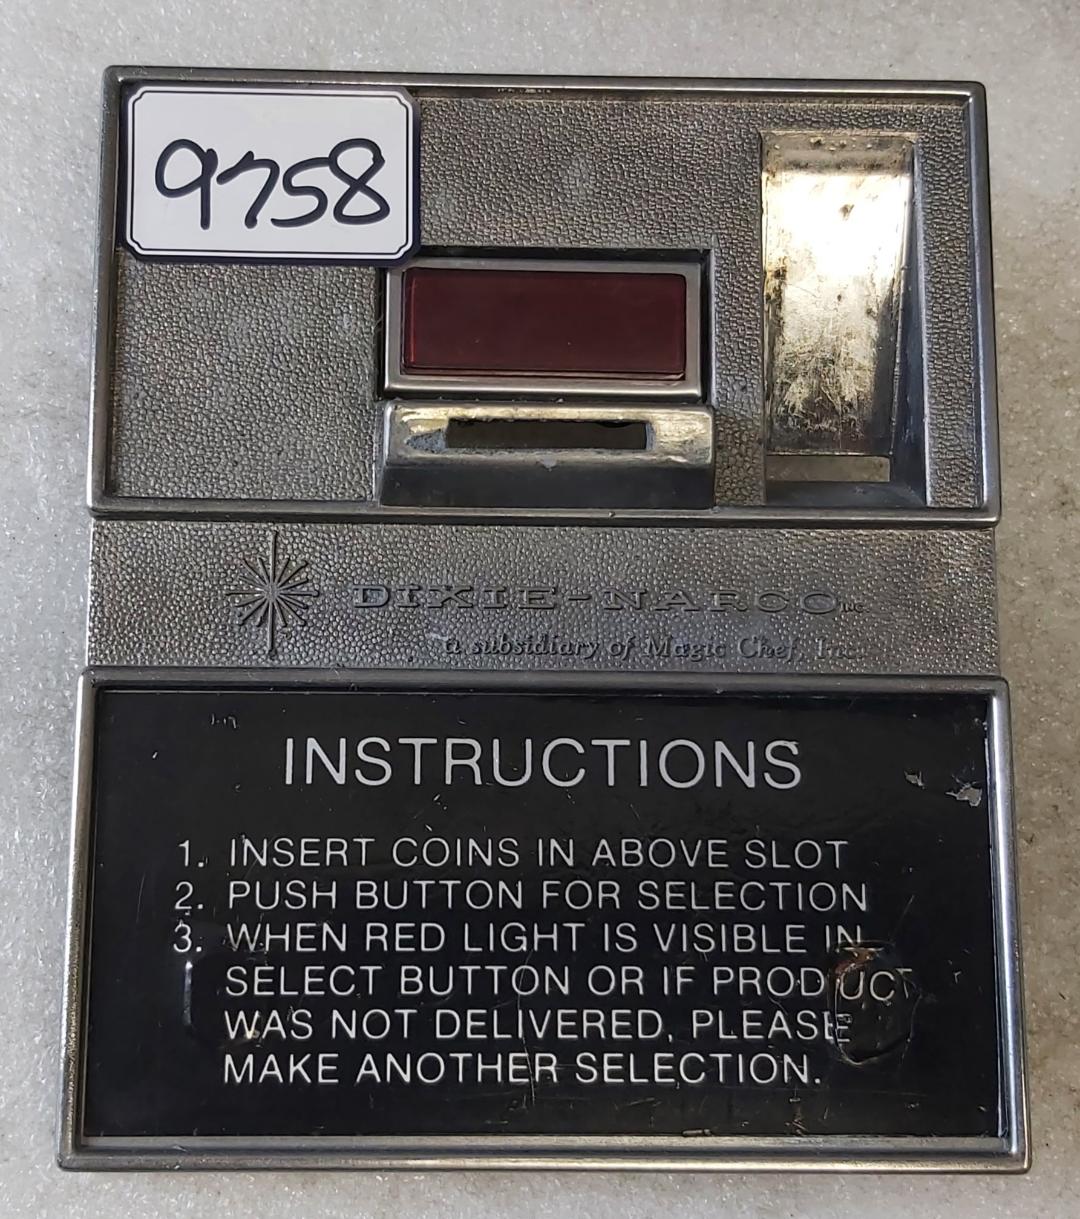 9758
DIXIE-NARCO INC.
a subsidiary of Magic Chef, Inc.
INSTRUCTIONS
1. INSERT COINS IN ABOVE SLOT
2. PUSH BUTTON FOR SELECTION
3. WHEN RED LIGHT IS VISIBLE IN
SELECT BUTTON OR IF PRODUCT
WAS NOT DELIVERED, PLEASE
MAKE ANOTHER SELECTION.